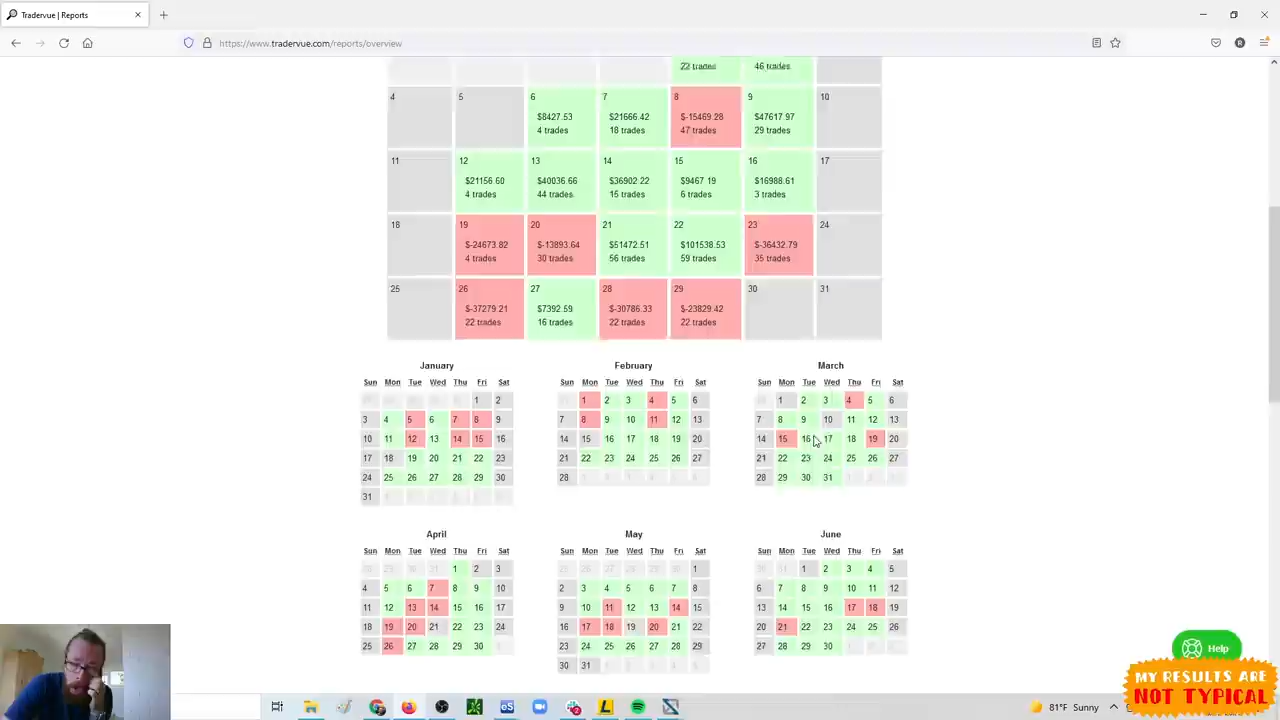 Tradervue | Reports
https://www.tradervue.com/reports/overview
22 trades 46 trades
4 5 6 7 8 9 10
$8427.53 $21666.42 $-15469.28 $47617.97
4 trades 18 trades 47 trades 29 trades
11 12 13 14 15 16 17
$21156.60 $40036.66 $36902.22 $9467.19 $16988.61
4 trades 44 trades 15 trades 6 trades 3 trades
18 19 20 21 22 23 24
$-24673.82 $-13893.64 $51472.51 $101538.53 $-36432.79
4 trades 30 trades 56 trades 59 trades 35 trades
25 26 27 28 29 30 31
$-37279.21 $7392.59 $-30786.33 $-23829.42
22 trades 16 trades 22 trades 22 trades
January February March
Sun Mon Tue Wed Thu Fri Sat Sun Mon Tue Wed Thu Fri Sat Sun Mon Tue Wed Thu Fri Sat
1 2 1 2 3 4 5 6 1 2 3 4 5 6
3 4 5 6 7 8 9 7 8 9 10 11 12 13 7 8 9 10 11 12 13
10 11 12 13 14 15 16 14 15 16 17 18 19 20 14 15 16 17 18 19 20
17 18 19 20 21 22 23 21 22 23 24 25 26 27 21 22 23 24 25 26 27
24 25 26 27 28 29 30 28 28 29 30 31
31
April May June
Sun Mon Tue Wed Thu Fri Sat Sun Mon Tue Wed Thu Fri Sat Sun Mon Tue Wed Thu Fri Sat
1 2 3 1 1 2 3 4 5
4 5 6 7 8 9 10 2 3 4 5 6 7 8 6 7 8 9 10 11 12
11 12 13 14 15 16 17 9 10 11 12 13 14 15 13 14 15 16 17 18 19
18 19 20 21 22 23 24 16 17 18 19 20 21 22 20 21 22 23 24 25 26
25 26 27 28 29 30 23 24 25 26 27 28 29 27 28 29 30
30 31
Help
MY RESULTS ARE
NOT TYPICAL
81°F Sunny